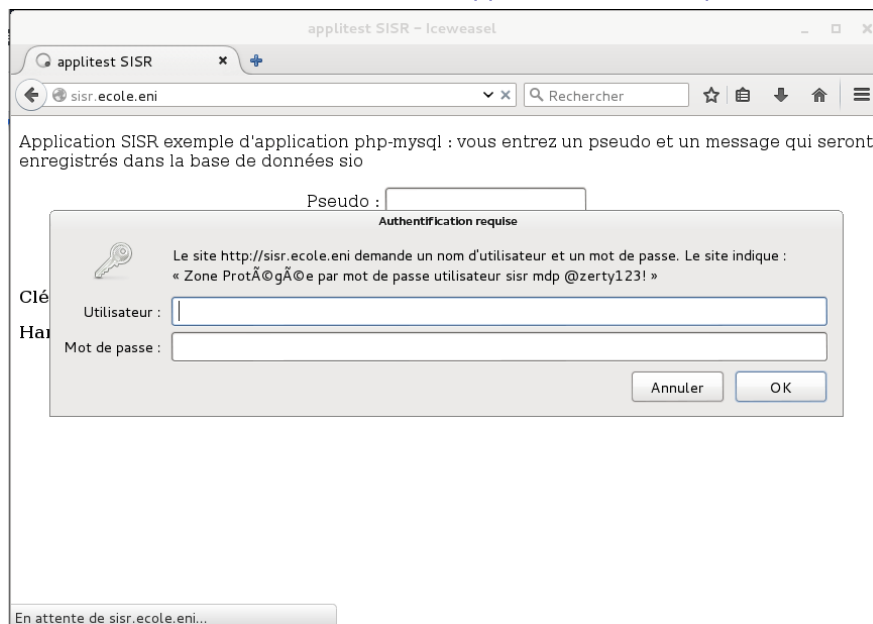 applitest SISR - Iceweasel
applitest SISR
sisr.ecole.eni
Rechercher
Application SISR exemple d'application php-mysql : vous entrez un pseudo et un message qui seront
enregistrés dans la base de données sio
Pseudo :
Authentification requise
Le site http://sisr.ecole.eni demande un nom d'utilisateur et un mot de passe. Le site indique :
« Zone ProtÃ©gÃ©e par mot de passe utilisateur sisr mdp @zerty123! »
Clé
Utilisateur :
Har
Mot de passe :
Annuler
OK
En attente de sisr.ecole.eni...